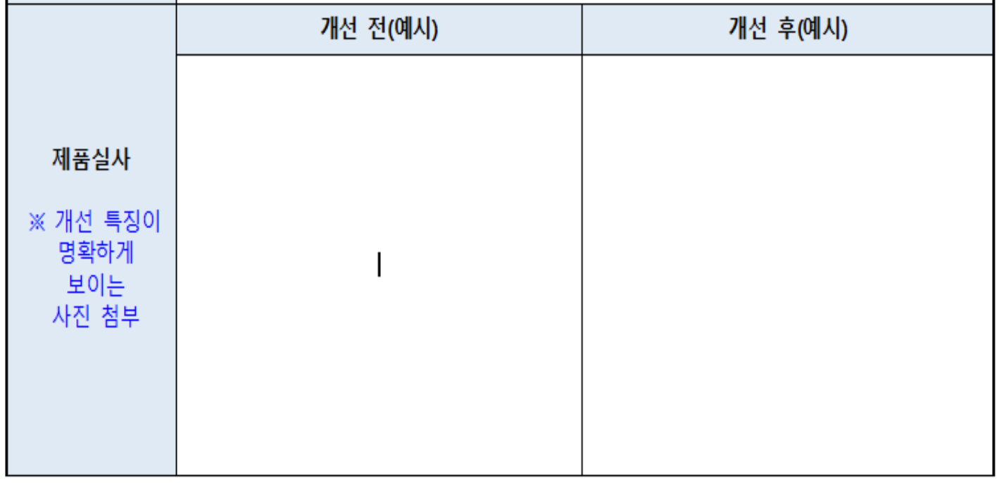 개선 전(예시)
개선 후(예시)
제품실사
※ 개선 특징이
명확하게
보이는
사진 첨부